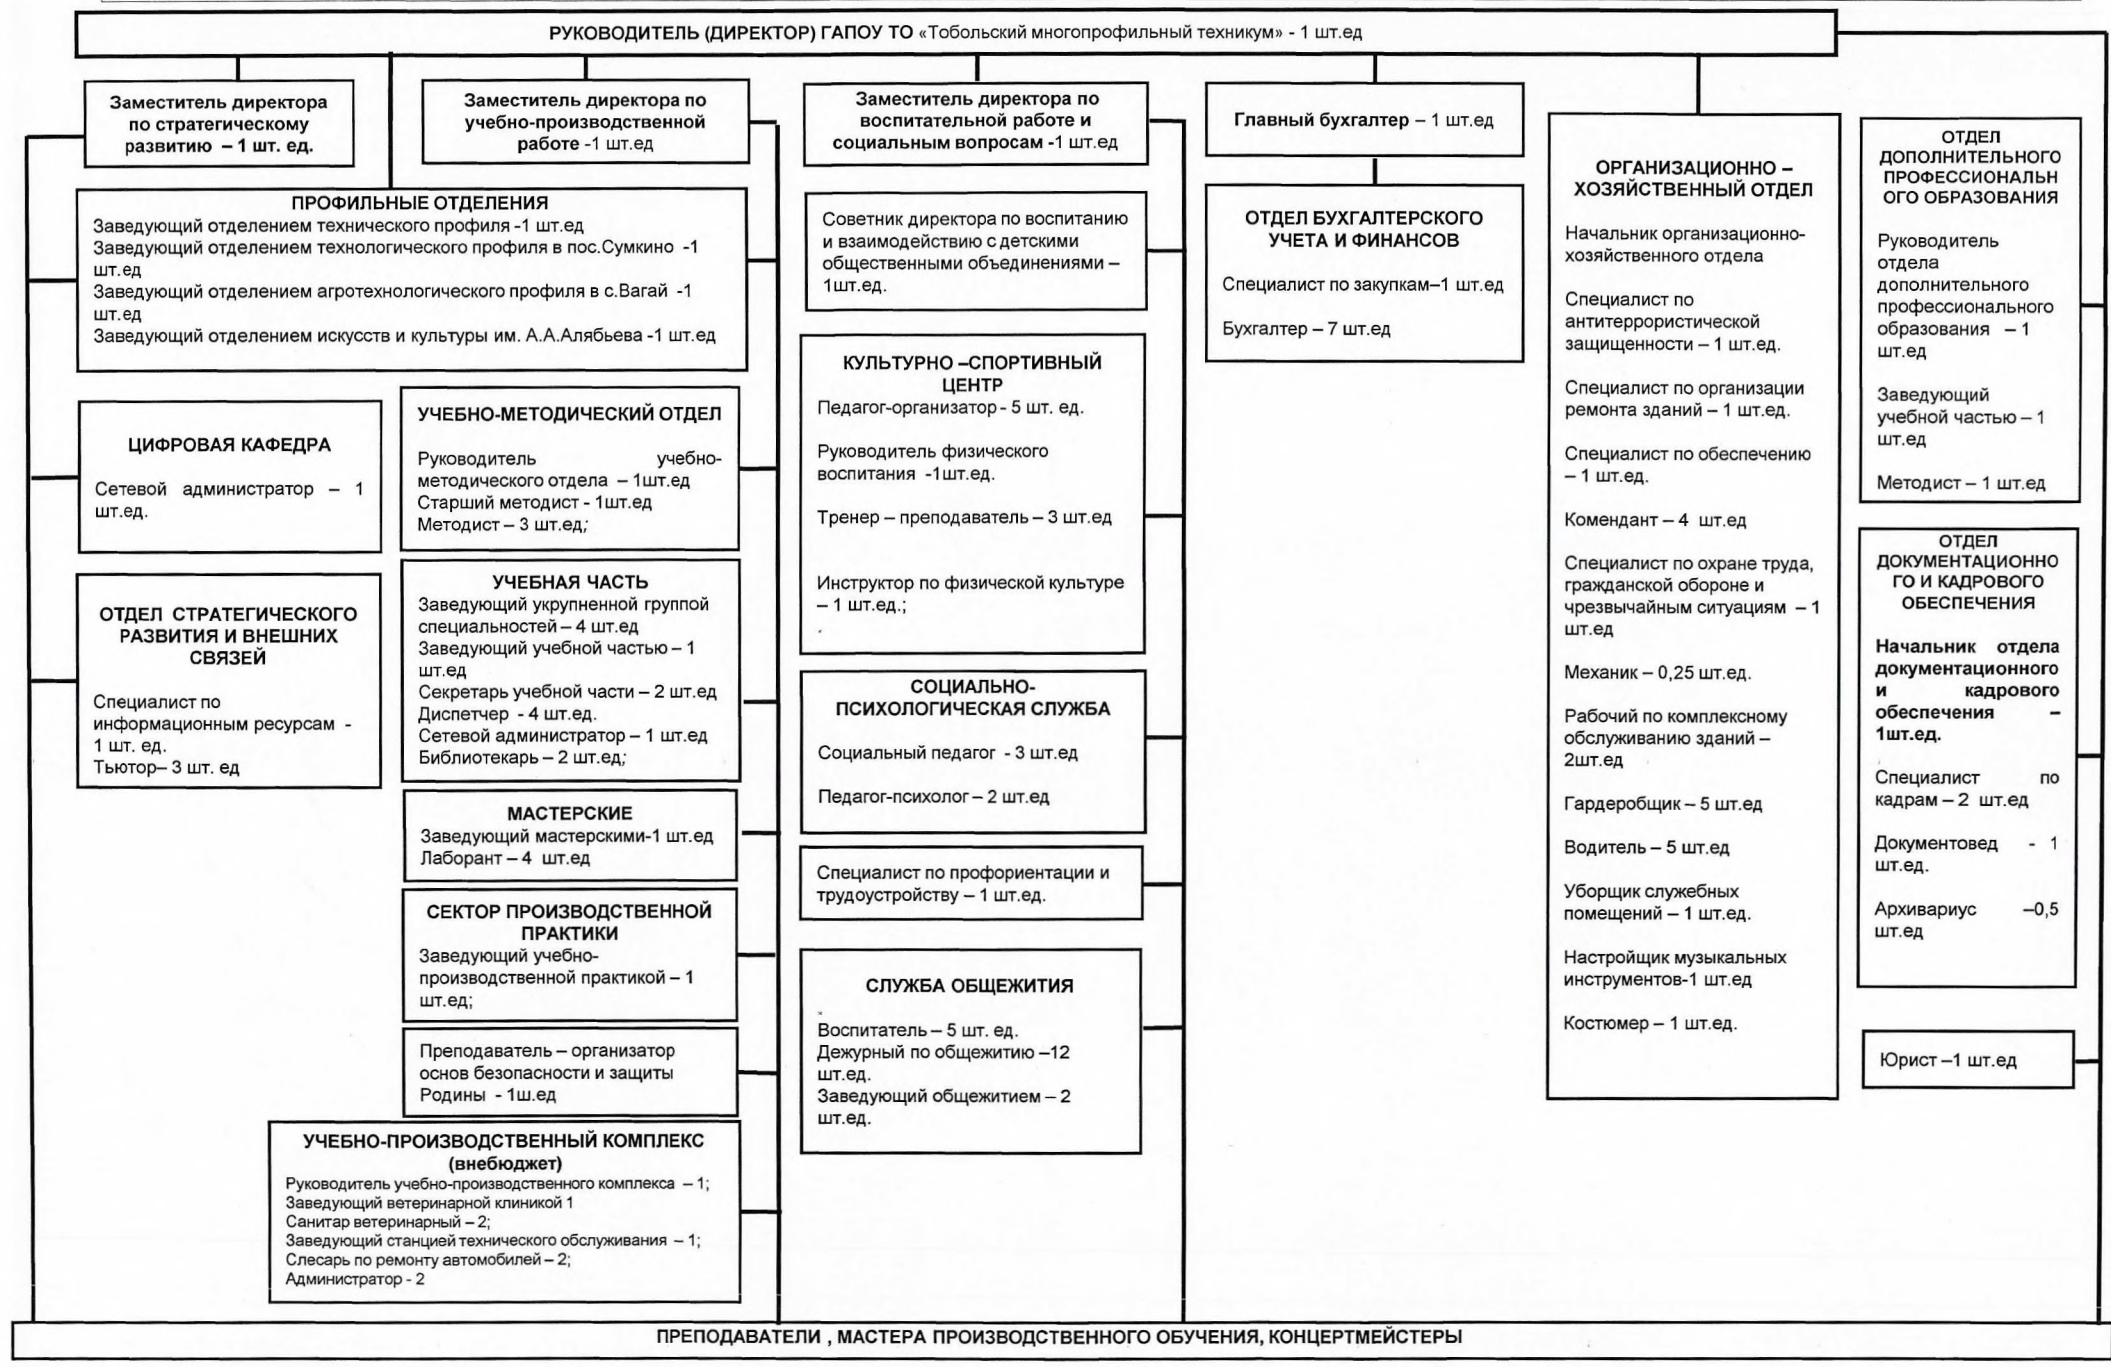 РУКОВОДИТЕЛЬ (ДИРЕКТОР) ГАПОУ ТО «Тобольский многопрофильный техникум» - 1 шт.ед
Заместитель директора
по стратегическому
развитию – 1 шт. ед.
Заместитель директора по
учебно-производственной
работе -1 шт.ед
Заместитель директора по
воспитательной работе и
социальным вопросам -1 шт.ед
Главный бухгалтер – 1 шт.ед
ПРОФИЛЬНЫЕ ОТДЕЛЕНИЯ
Заведующий отделением технического профиля -1 шт.ед
Заведующий отделением технологического профиля в пос.Сумкино -1
шт.ед
Заведующий отделением агротехнологического профиля в с.Вагай -1
шт.ед
Заведующий отделением искусств и культуры им. А.А.Алябьева -1 шт.ед
ЦИФРОВАЯ КАФЕДРА
Сетевой администратор – 1
шт.ед.
ОТДЕЛ СТРАТЕГИЧЕСКОГО
РАЗВИТИЯ И ВНЕШНИХ
СВЯЗЕЙ
Специалист по
информационным ресурсам -
1 шт. ед.
Тьютор– 3 шт. ед
УЧЕБНО-МЕТОДИЧЕСКИЙ ОТДЕЛ
Руководитель учебно-
методического отдела – 1шт.ед
Старший методист - 1шт.ед
Методист – 3 шт.ед;
УЧЕБНАЯ ЧАСТЬ
Заведующий укрупненной группой
специальностей – 4 шт.ед
Заведующий учебной частью – 1
шт.ед
Секретарь учебной части – 2 шт.ед
Диспетчер - 4 шт.ед.
Сетевой администратор – 1 шт.ед
Библиотекарь – 2 шт.ед;
МАСТЕРСКИЕ
Заведующий мастерскими-1 шт.ед
Лаборант – 4 шт.ед
СЕКТОР ПРОИЗВОДСТВЕННОЙ
ПРАКТИКИ
Заведующий учебно-
производственной практикой – 1
шт.ед;
Преподаватель – организатор
основ безопасности и защиты
Родины - 1ш.ед
УЧЕБНО-ПРОИЗВОДСТВЕННЫЙ КОМПЛЕКС
(внебюджет)
Руководитель учебно-производственного комплекса – 1;
Заведующий ветеринарной клиникой 1
Санитар ветеринарный – 2;
Заведующий станцией технического обслуживания – 1;
Слесарь по ремонту автомобилей – 2;
Администратор - 2
Советник директора по воспитанию
и взаимодействию с детскими
общественными объединениями –
1шт.ед.
КУЛЬТУРНО –СПОРТИВНЫЙ
ЦЕНТР
Педагог-организатор - 5 шт. ед.
Руководитель физического
воспитания -1шт.ед.
Тренер – преподаватель – 3 шт.ед
Инструктор по физической культуре
– 1 шт.ед.;
СОЦИАЛЬНО-
ПСИХОЛОГИЧЕСКАЯ СЛУЖБА
Социальный педагог - 3 шт.ед
Педагог-психолог – 2 шт.ед
Специалист по профориентации и
трудоустройству – 1 шт.ед.
СЛУЖБА ОБЩЕЖИТИЯ
Воспитатель – 5 шт. ед.
Дежурный по общежитию –12
шт.ед.
Заведующий общежитием – 2
шт.ед.
ОТДЕЛ БУХГАЛТЕРСКОГО
УЧЕТА И ФИНАНСОВ
Специалист по закупкам–1 шт.ед
Бухгалтер – 7 шт.ед
ОРГАНИЗАЦИОННО –
ХОЗЯЙСТВЕННЫЙ ОТДЕЛ
Начальник организационно-
хозяйственного отдела
Специалист по
антитеррористической
защищенности – 1 шт.ед.
Специалист по организации
ремонта зданий – 1 шт.ед.
Специалист по обеспечению
– 1 шт.ед.
Комендант – 4 шт.ед
Специалист по охране труда,
гражданской обороне и
чрезвычайным ситуациям – 1
шт.ед
Механик – 0,25 шт.ед.
Рабочий по комплексному
обслуживанию зданий –
2шт.ед
Гардеробщик – 5 шт.ед
Водитель – 5 шт.ед
Уборщик служебных
помещений – 1 шт.ед.
Настройщик музыкальных
инструментов-1 шт.ед
Костюмер – 1 шт.ед.
ОТДЕЛ
ДОПОЛНИТЕЛЬНОГО
ПРОФЕССИОНАЛЬН
ОГО ОБРАЗОВАНИЯ
Руководитель
отдела
дополнительного
профессионального
образования – 1
шт.ед
Заведующий
учебной частью – 1
шт.ед
Методист – 1 шт.ед
ОТДЕЛ
ДОКУМЕНТАЦИОННО
ГО И КАДРОВОГО
ОБЕСПЕЧЕНИЯ
Начальник отдела
документационного
и кадрового
обеспечения –
1шт.ед.
Специалист по
кадрам – 2 шт.ед
Документовед - 1
шт.ед.
Архивариус –0,5
шт.ед
Юрист –1 шт.ед
ПРЕПОДАВАТЕЛИ , МАСТЕРА ПРОИЗВОДСТВЕННОГО ОБУЧЕНИЯ, КОНЦЕРТМЕЙСТЕРЫ